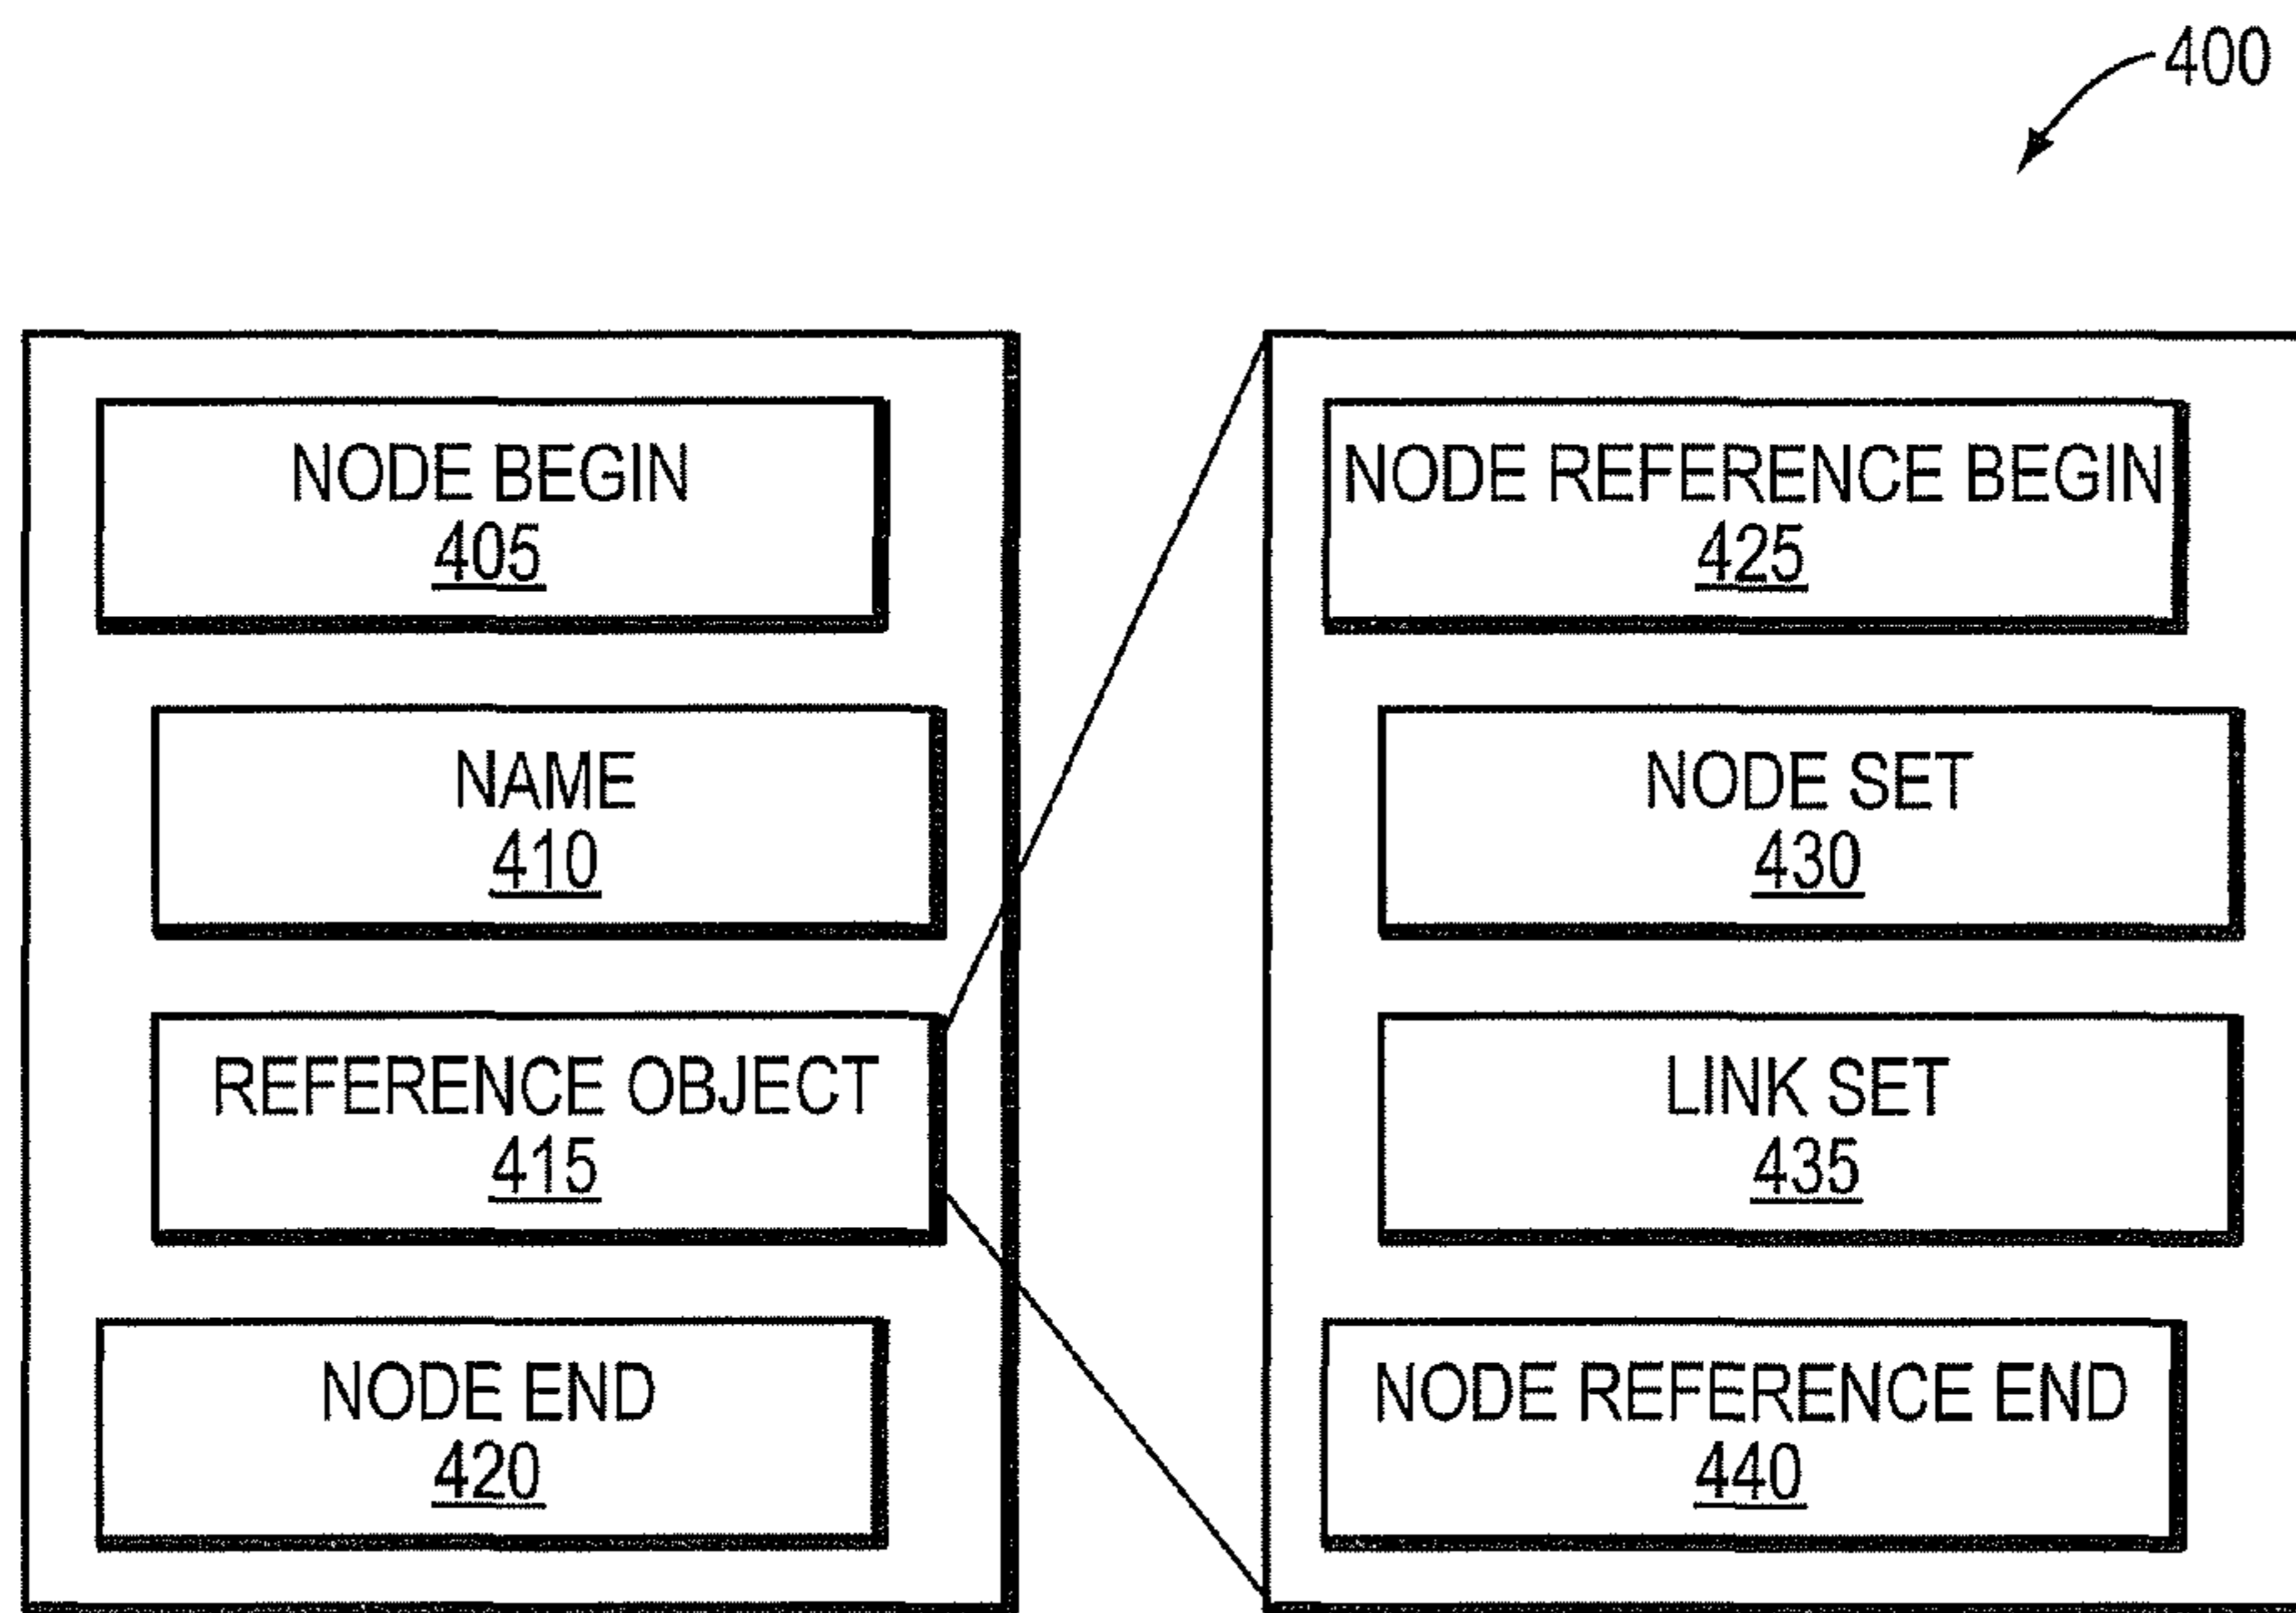 400
NODE BEGIN
405
NAME
410
REFERENCE OBJECT
415
NODE END
420
NODE REFERENCE BEGIN
425
NODE SET
430
LINK SET
435
NODE REFERENCE END
440